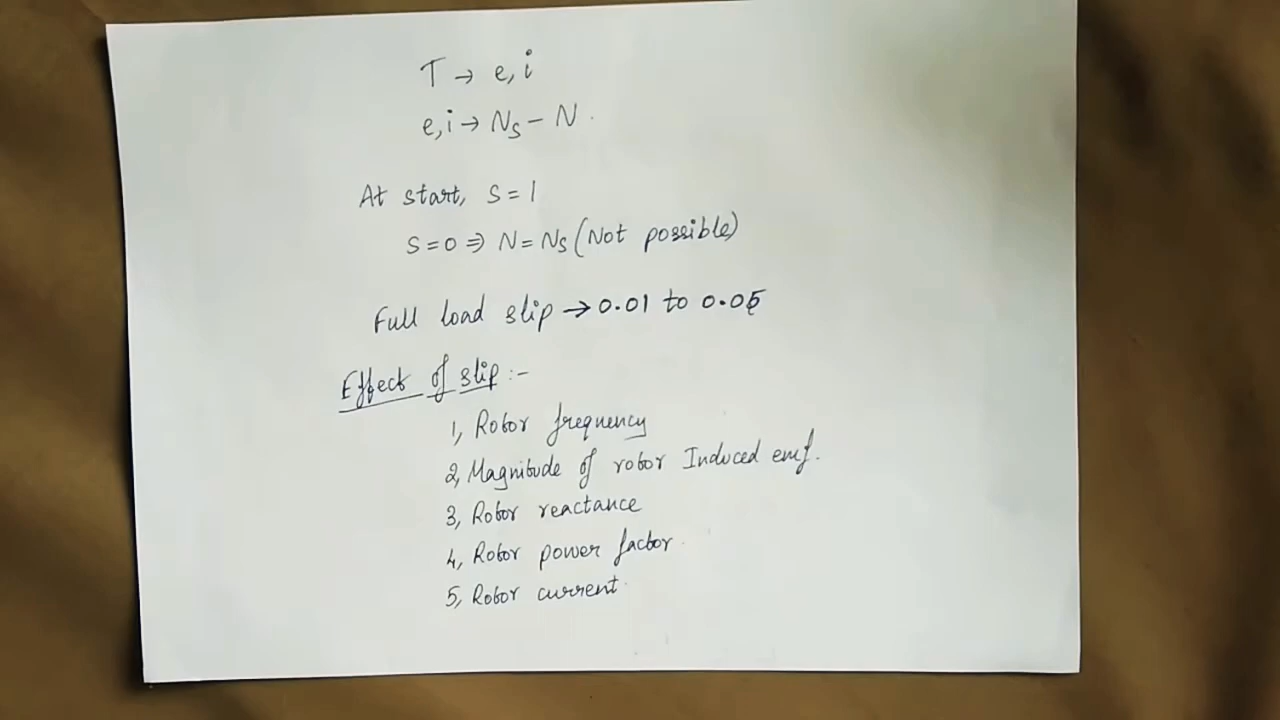 T → e, i
e, i → Ns - N.
At start, S = 1
S = 0 ⇒ N = Ns (Not possible)
Full load slip → 0.01 to 0.05
Effect of slip :-
1, Rotor frequency
2, Magnitude of rotor Induced emf.
3, Rotor reactance
4, Rotor power factor.
5, Rotor current.